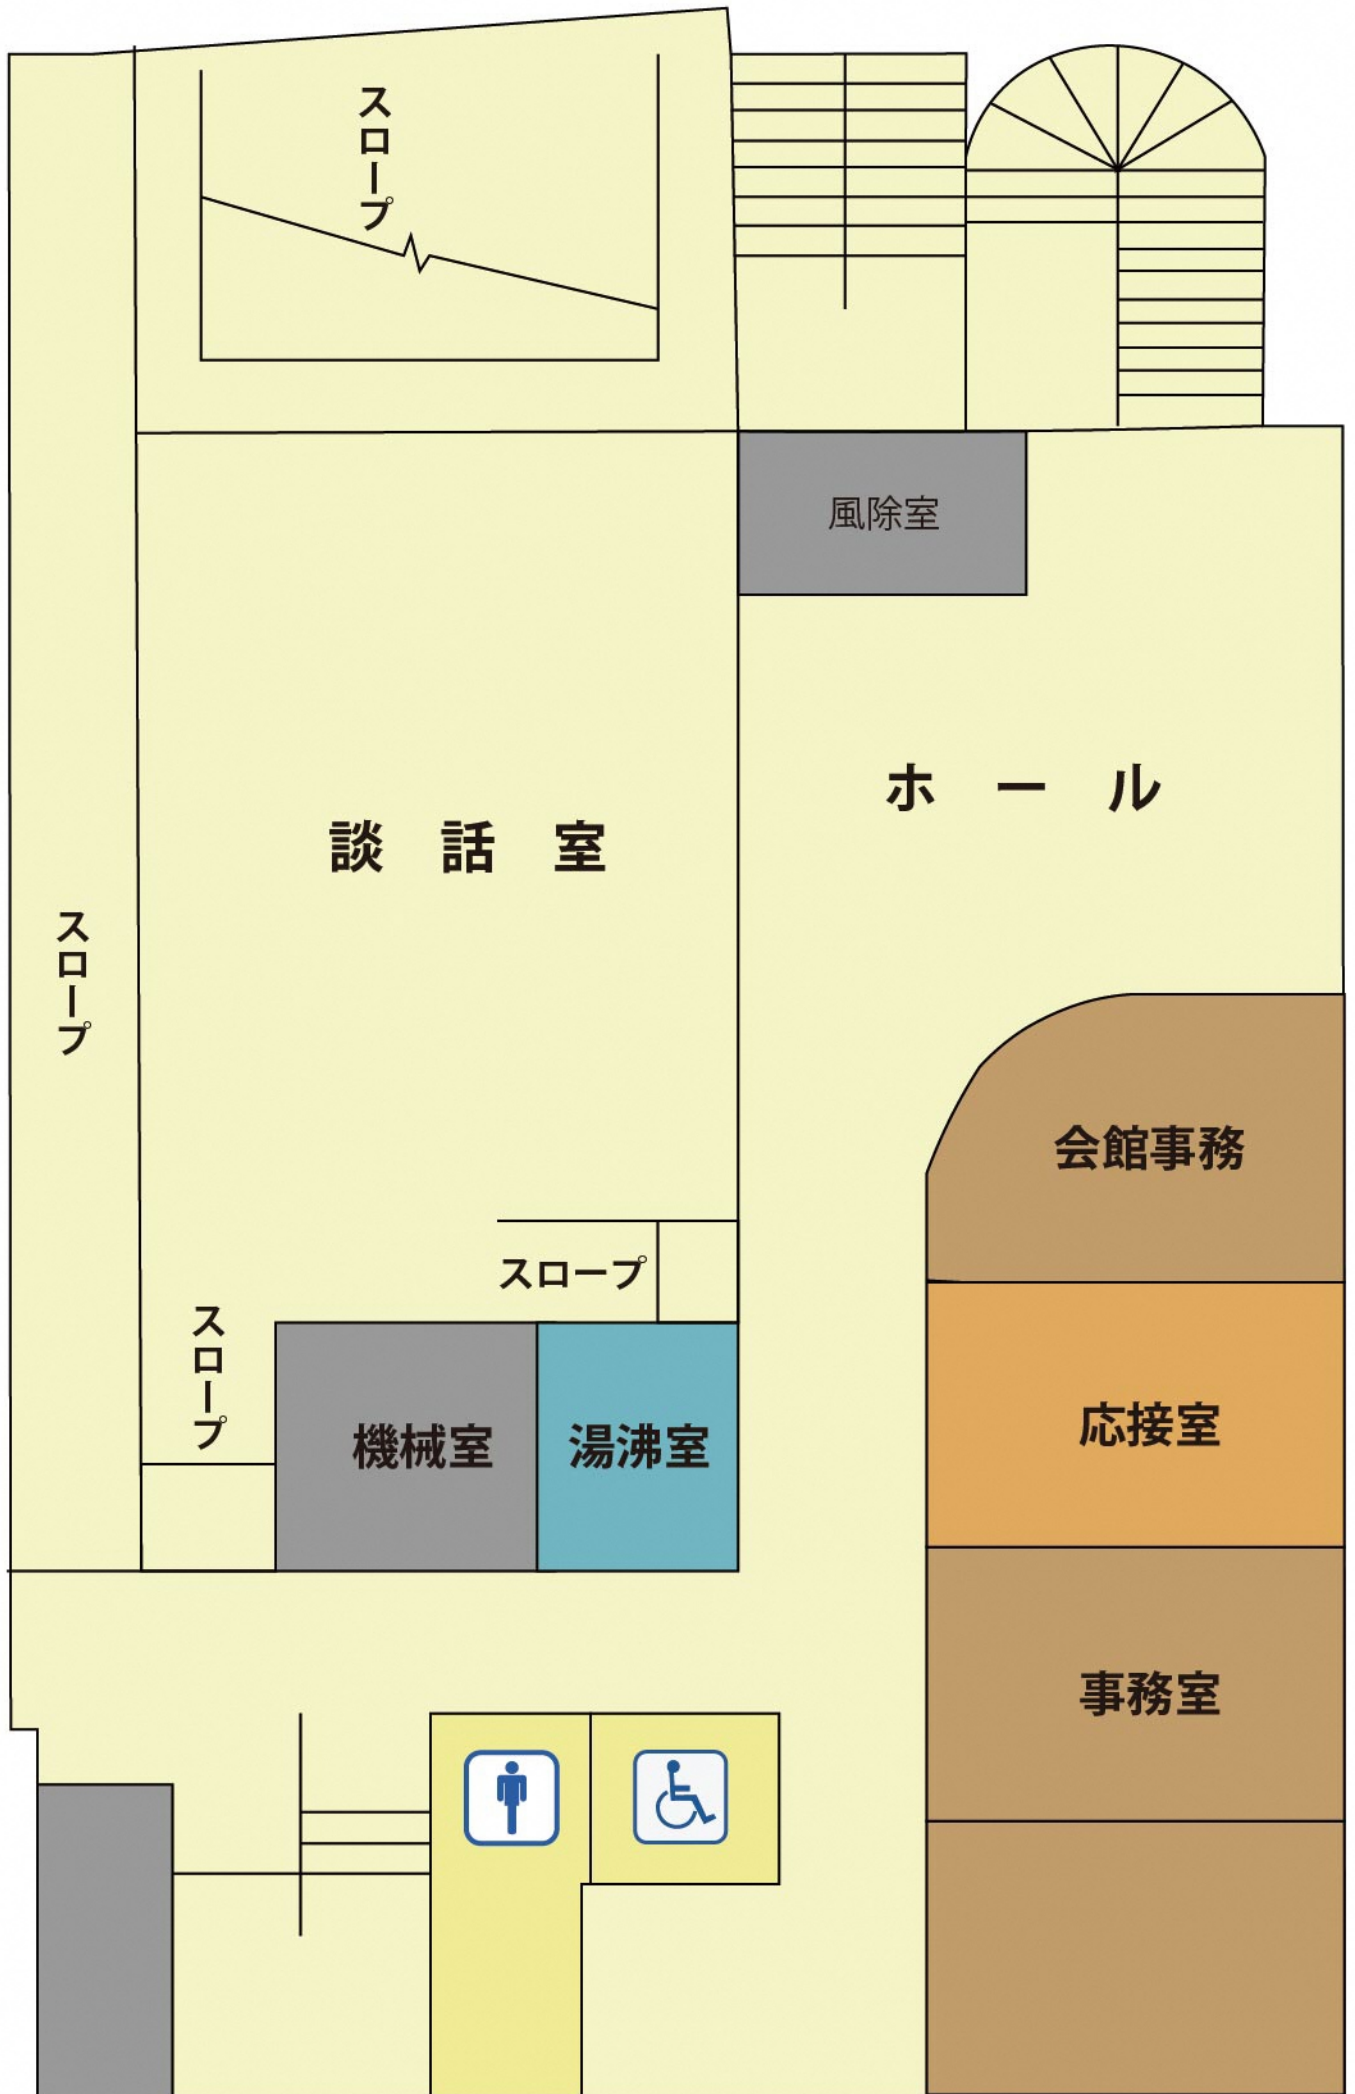 スロープ
風除室
ホール
談話室
スロープ
会館事務
スロープ
スロープ
機械室
湯沸室
応接室
事務室